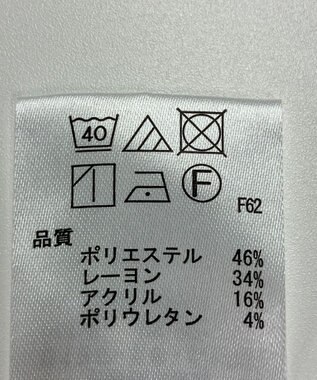 40
F
F62
品質
ポリエステル 46%
レーヨン 34%
アクリル 16%
ポリウレタン 4%